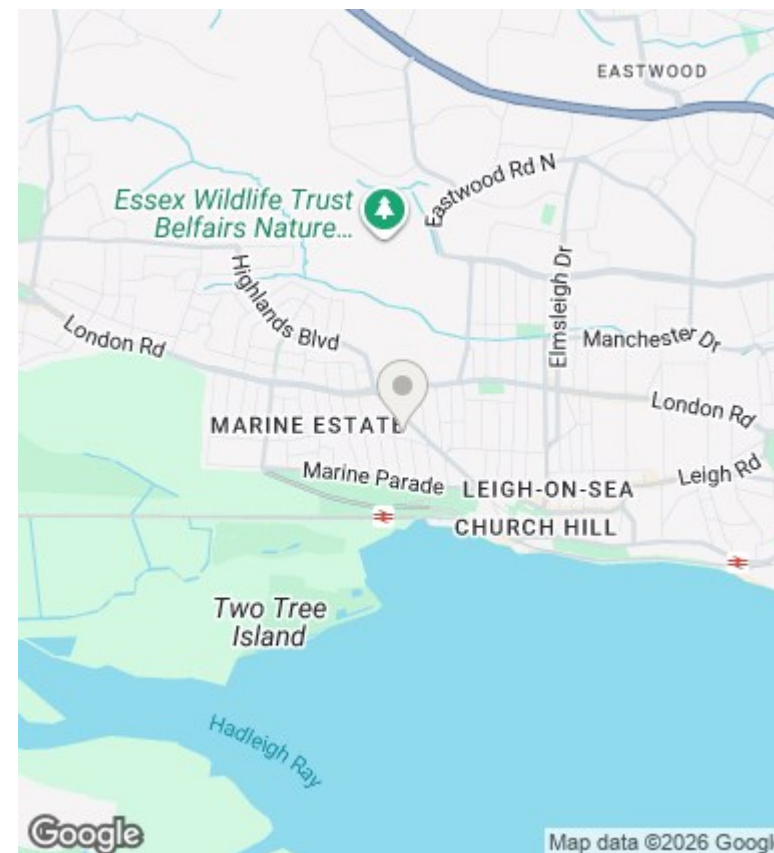 EASTWOOD
Eastwood Rd N
Essex Wildlife Trust
Belfairs Nature...
Highlands Blvd
Elmsleigh Dr
London Rd
Manchester Dr
London Rd
MARINE ESTATE
Marine Parade
Leigh Rd
LEIGH-ON-SEA
CHURCH HILL
Two Tree
Island
Hadleigh Ray
Google
Map data ©2026 Google